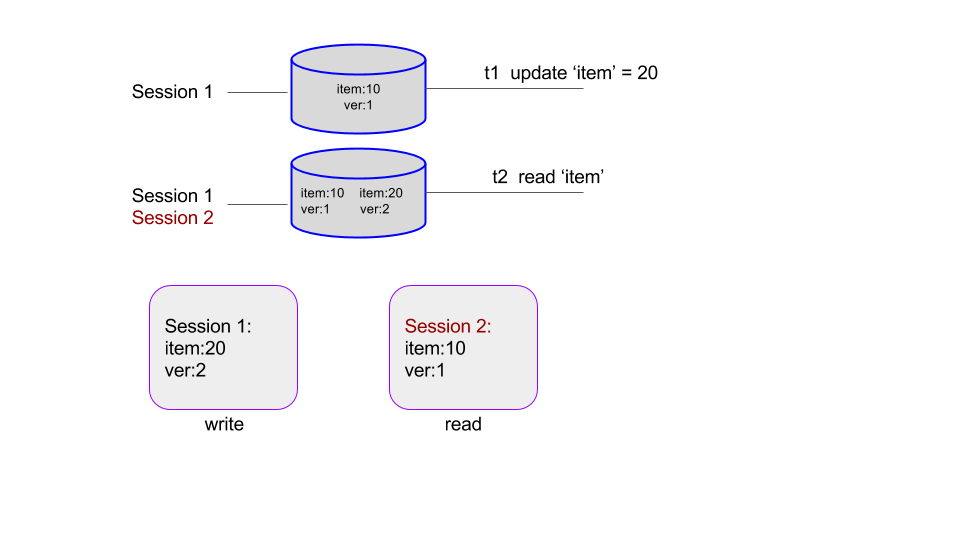 t1 update ‘item’ = 20
Session 1
item:10
ver:1
t2 read ‘item’
Session 1
Session 2
item:10 item:20
ver:1 ver:2
Session 1:
item:20
ver:2
write
Session 2:
item:10
ver:1
read